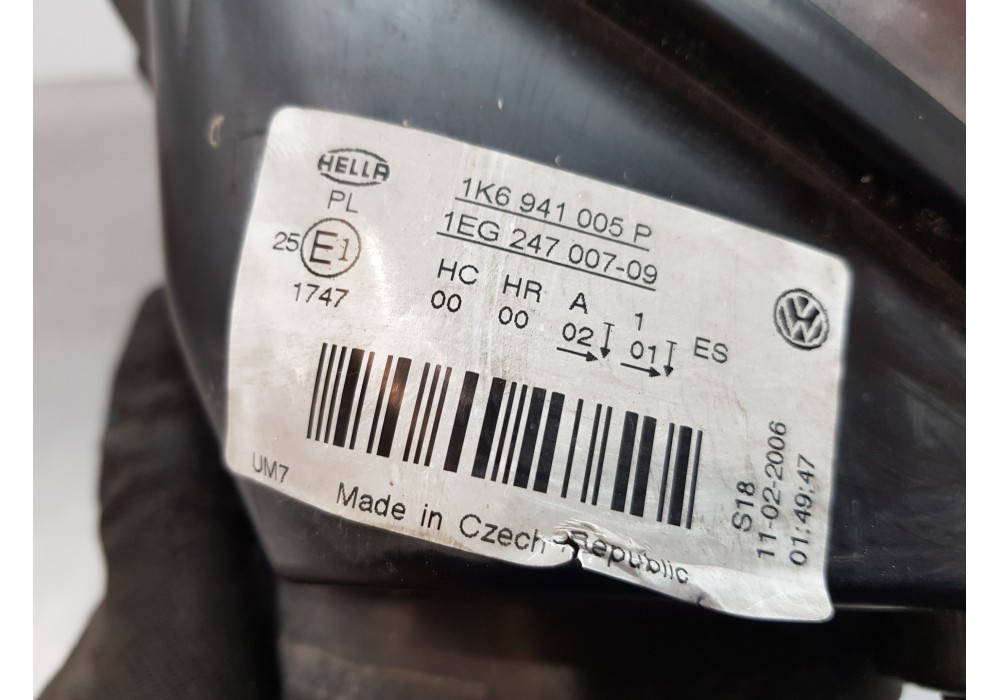 HELLA
PL
25 E1
1747
1K6 941 005 P
1EG 247 007-09
HC HR A 1
00 00 02 01 ES
VW
UM7
Made in Czech Republic
S18
11-02-2006
01:49:47